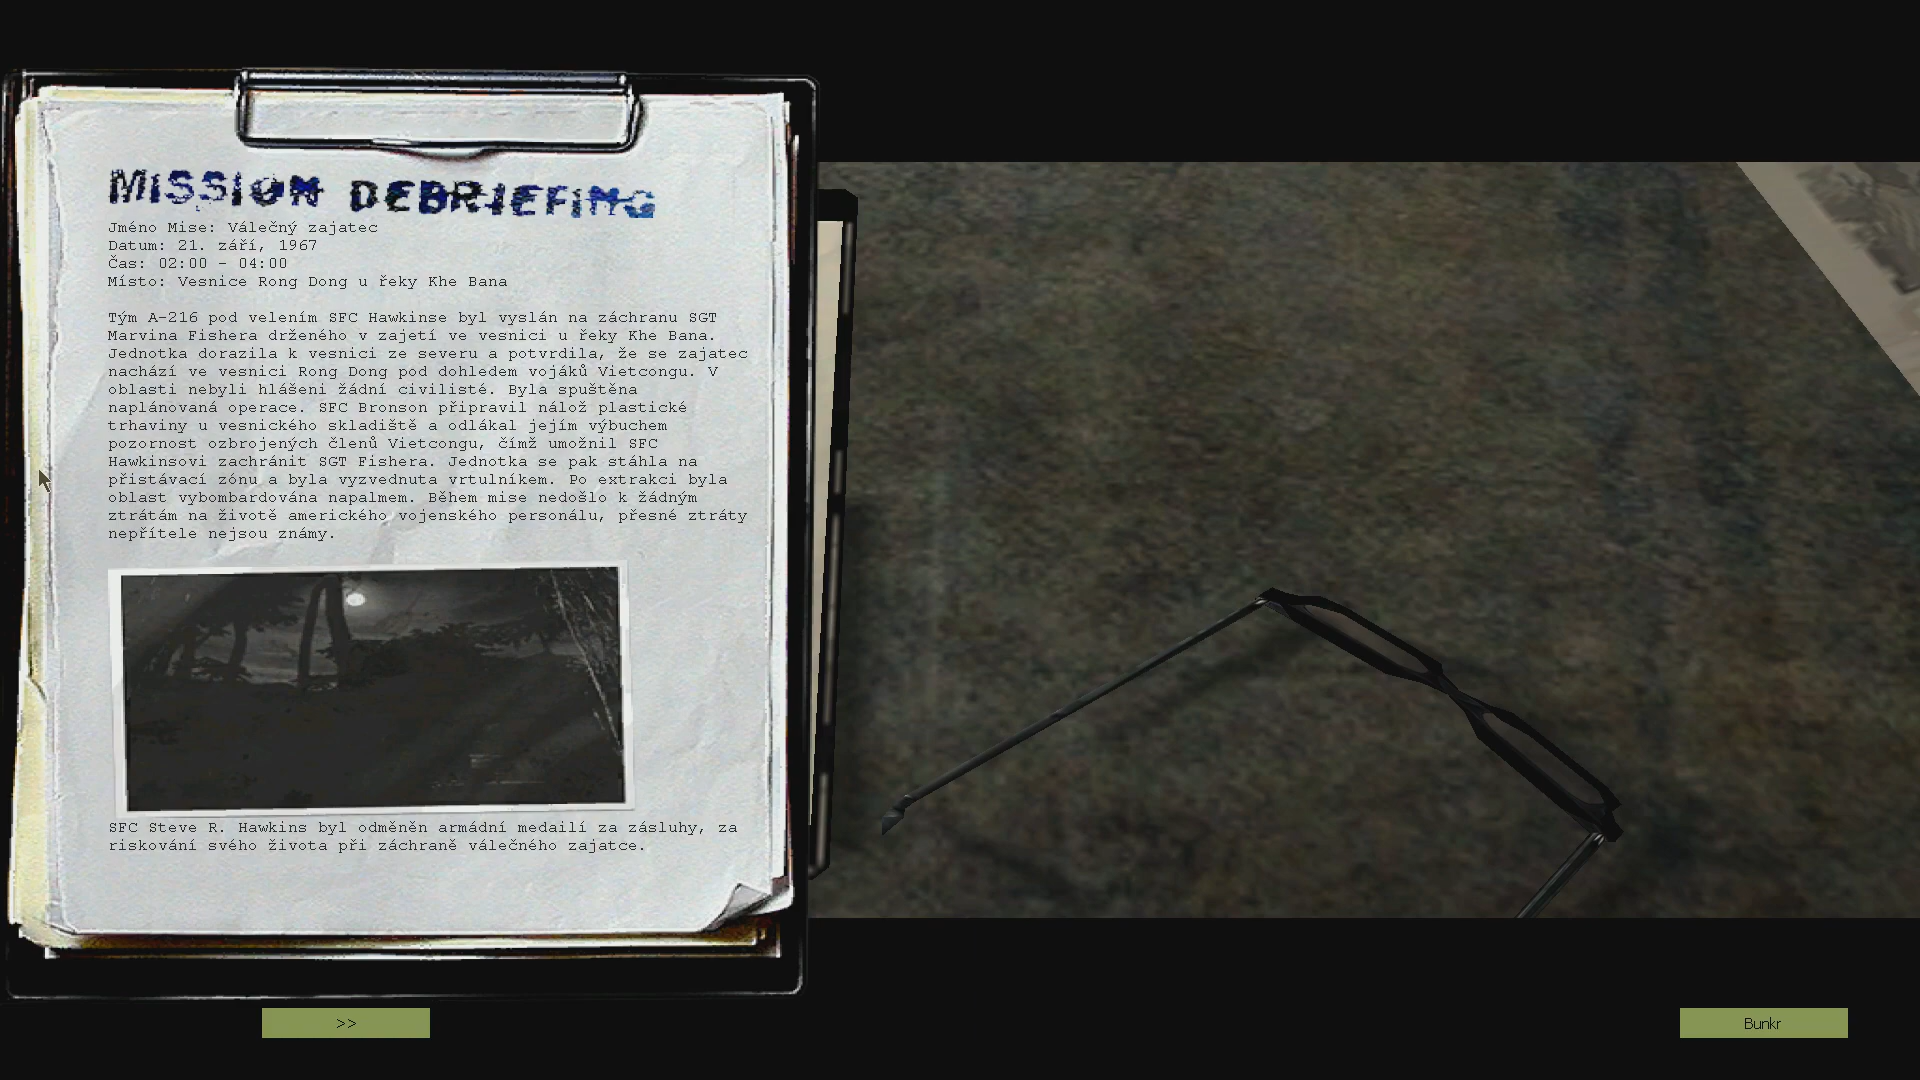 MISSION DEBRIEFING
Jméno Mise: Válečný zajatec
Datum: 21. září, 1967
Čas: 02:00 - 04:00
Místo: Vesnice Rong Dong u řeky Khe Bana
Tým A-216 pod velením SFC Hawkinse byl vyslán na záchranu SGT
Marvina Fishera drženého v zajetí ve vesnici u řeky Khe Bana.
Jednotka dorazila k vesnici ze severu a potvrdila, že se zajatec
nachází ve vesnici Rong Dong pod dohledem vojáků Vietcongu. V
oblasti nebyli hlášeni žádní civilisté. Byla spuštěna
naplánovaná operace. SFC Bronson připravil nálož plastické
trhaviny u vesnického skladiště a odlákal jejím výbuchem
pozornost ozbrojených členů Vietcongu, čímž umožnil SFC
Hawkinsovi zachránit SGT Fishera. Jednotka se pak stáhla na
přistávací zónu a byla vyzvednuta vrtulníkem. Po extrakci byla
oblast vybombardována napalmem. Během mise nedošlo k žádným
ztrátám na životě amerického vojenského personálu, přesné ztráty
nepřítele nejsou známy.
SFC Steve R. Hawkins byl odměněn armádní medailí za zásluhy, za
riskování svého života při záchraně válečného zajatce.
>>
Bunkr